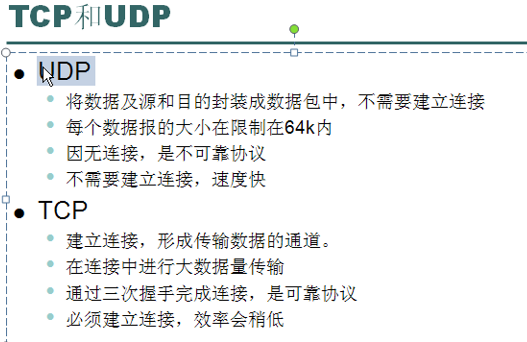 TCP和UDP
UDP
将数据及源和目的封装成数据包中，不需要建立连接
每个数据报的大小在限制在64k内
因无连接，是不可靠协议
不需要建立连接，速度快
TCP
建立连接，形成传输数据的通道。
在连接中进行大数据量传输
通过三次握手完成连接，是可靠协议
必须建立连接，效率会稍低